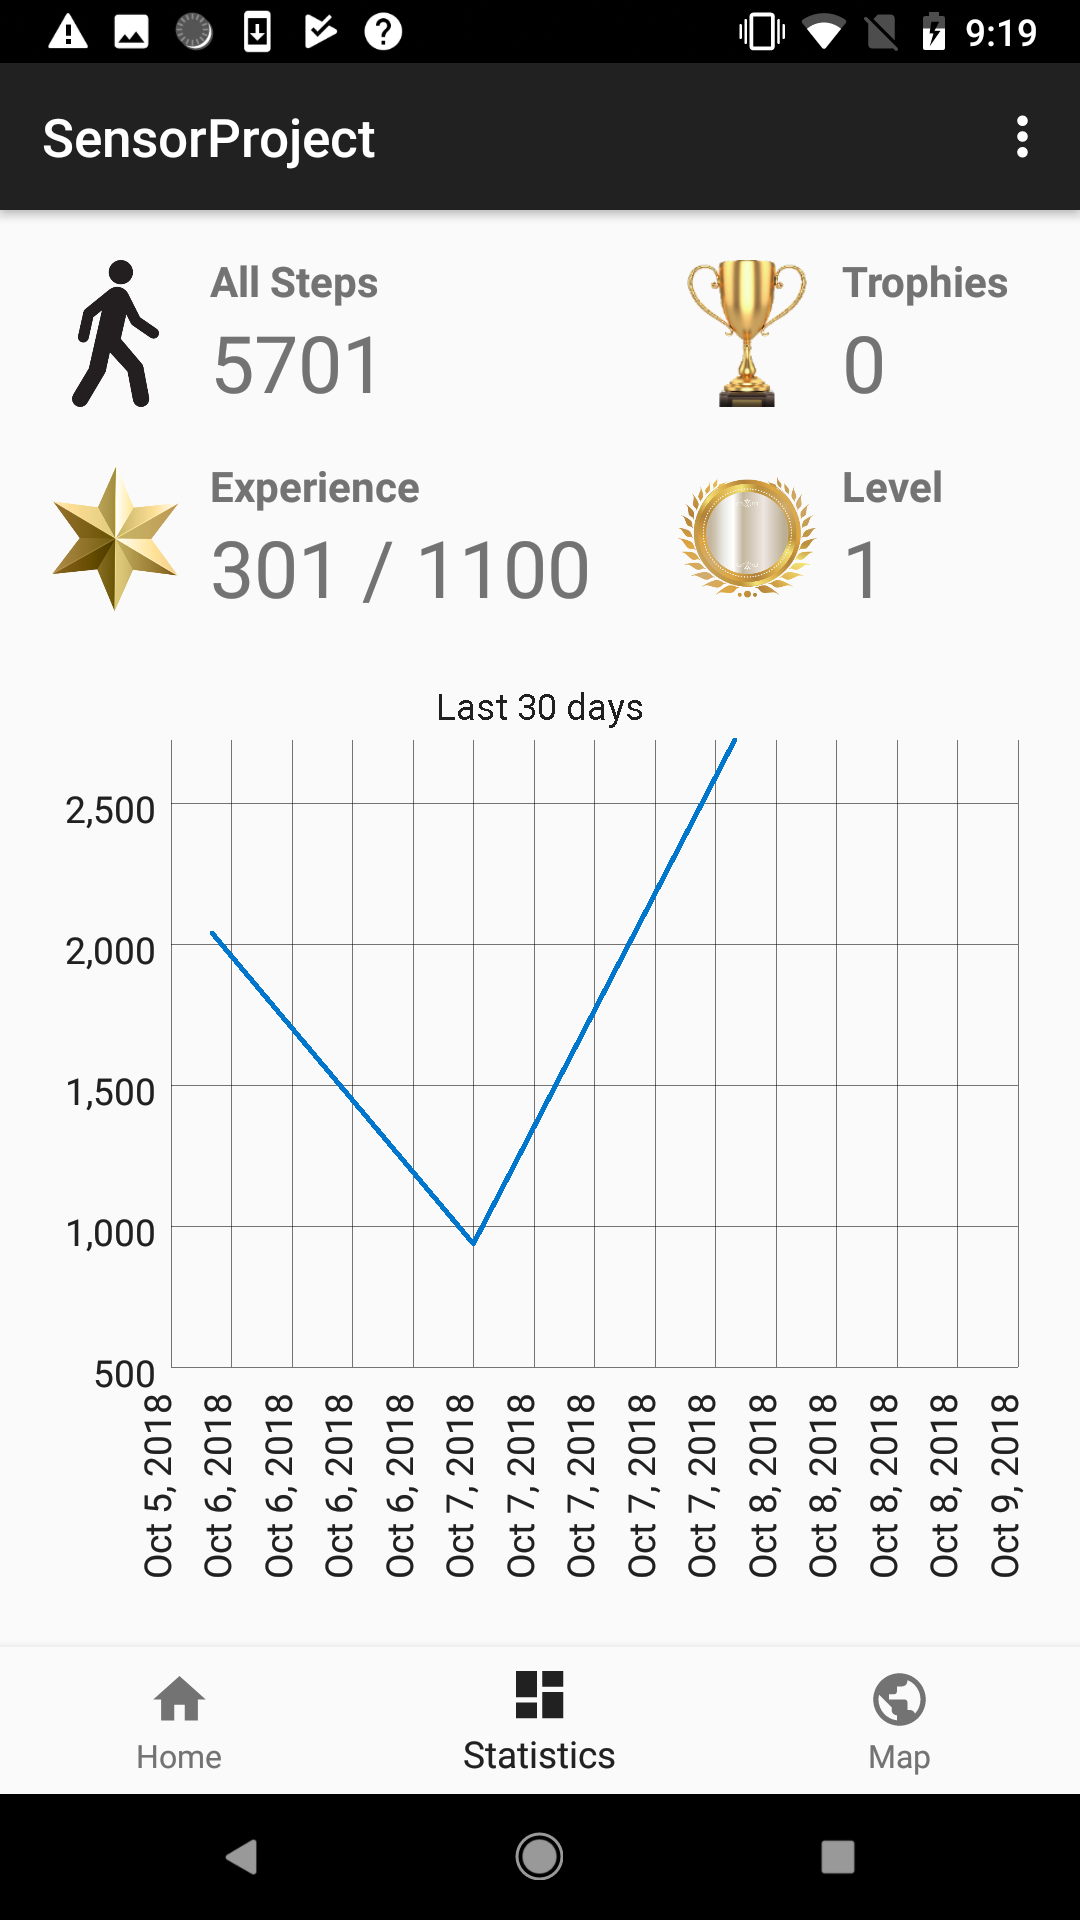 9:19
SensorProject
All Steps
5701
Trophies
0
Experience
301 / 1100
Level
1
Last 30 days
2,500
2,000
1,500
1,000
500
Oct 5, 2018
Oct 6, 2018
Oct 6, 2018
Oct 6, 2018
Oct 6, 2018
Oct 7, 2018
Oct 7, 2018
Oct 7, 2018
Oct 7, 2018
Oct 7, 2018
Oct 8, 2018
Oct 8, 2018
Oct 8, 2018
Oct 8, 2018
Oct 9, 2018
Home
Statistics
Map